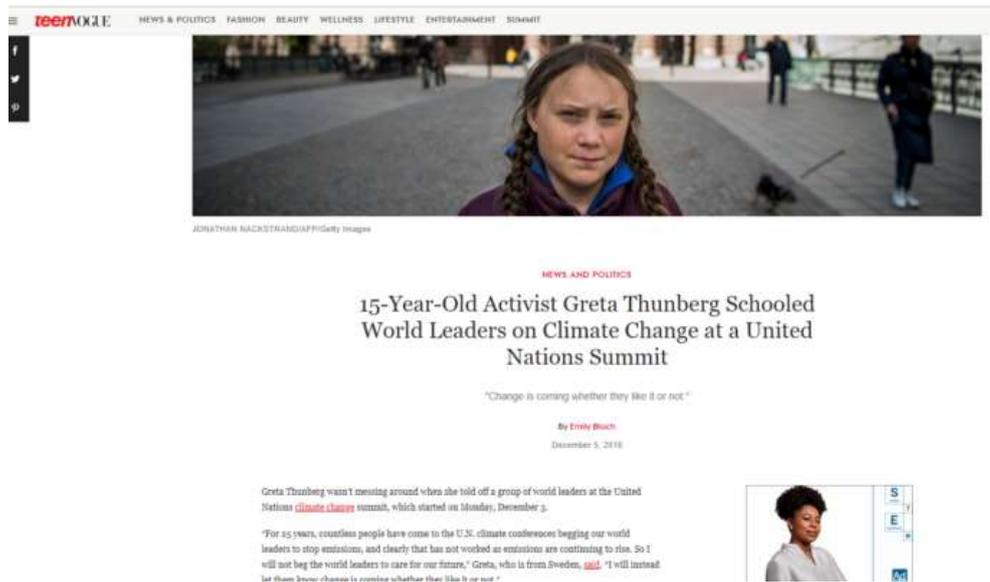 teenVOGUE NEWS & POLITICS FASHION BEAUTY WELLNESS LIFESTYLE ENTERTAINMENT SUMMIT
JONATHAN NACKSTRAND/AFP/Getty Images
NEWS AND POLITICS
15-Year-Old Activist Greta Thunberg Schooled
World Leaders on Climate Change at a United
Nations Summit
"Change is coming whether they like it or not."
By Emily Bloch
December 5, 2018
Greta Thunberg wasn't messing around when she told off a group of world leaders at the United
Nations climate change summit, which started on Monday, December 3.
"For 25 years, countless people have come to the U.N. climate conferences begging our world
leaders to stop emissions, and clearly that has not worked as emissions are continuing to rise. So I
will not beg the world leaders to care for our future," Greta, who is from Sweden, said. "I will instead
let them know change is coming whether they like it or not."
S
E
Ad